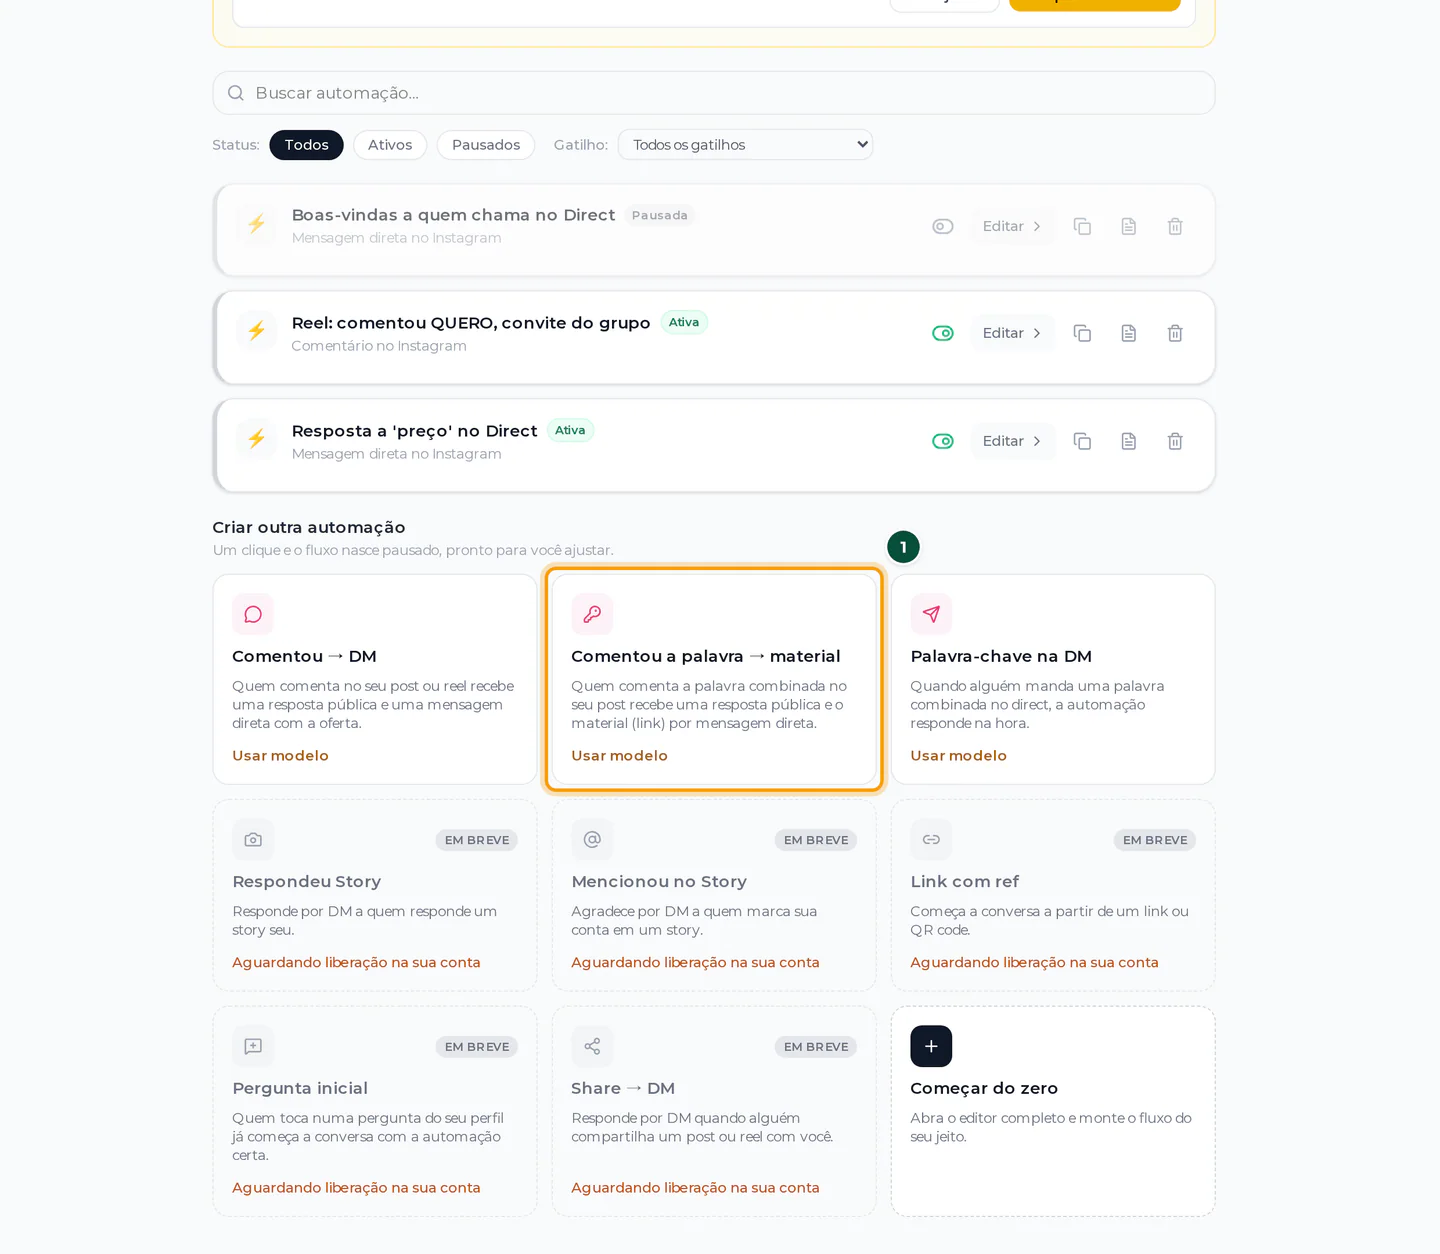 Buscar automação...
Status: Todos Ativos Pausados Gatilho: Todos os gatilhos
Boas-vindas a quem chama no Direct Pausada
Mensagem direta no Instagram
Editar
Reel: comentou QUERO, convite do grupo Ativa
Comentário no Instagram
Editar
Resposta a 'preço' no Direct Ativa
Mensagem direta no Instagram
Editar
Criar outra automação
Um clique e o fluxo nasce pausado, pronto para você ajustar.
1
Comentou → DM
Quem comenta no seu post ou reel recebe
uma resposta pública e uma mensagem
direta com a oferta.
Usar modelo
Comentou a palavra → material
Quem comenta a palavra combinada no
seu post recebe uma resposta pública e o
material (link) por mensagem direta.
Usar modelo
Palavra-chave na DM
Quando alguém manda uma palavra
combinada no direct, a automação
responde na hora.
Usar modelo
EM BREVE
Respondeu Story
Responde por DM a quem responde um
story seu.
Aguardando liberação na sua conta
EM BREVE
Mencionou no Story
Agradece por DM a quem marca sua
conta em um story.
Aguardando liberação na sua conta
EM BREVE
Link com ref
Começa a conversa a partir de um link ou
QR code.
Aguardando liberação na sua conta
EM BREVE
Pergunta inicial
Quem toca numa pergunta do seu perfil
já começa a conversa com a automação
certa.
Aguardando liberação na sua conta
EM BREVE
Share → DM
Responde por DM quando alguém
compartilha um post ou reel com você.
Aguardando liberação na sua conta
Começar do zero
Abra o editor completo e monte o fluxo do
seu jeito.